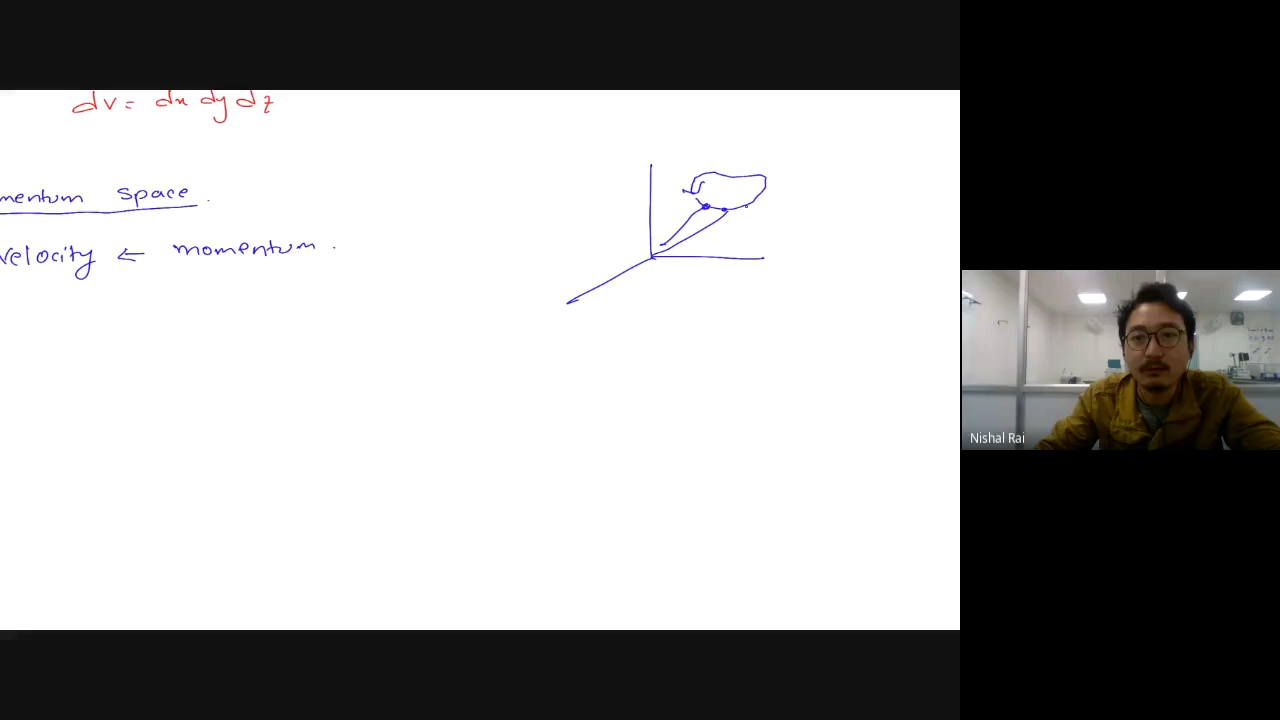 dv = dx dy dz
mentum space.
velocity ← momentum.
Nishal Rai